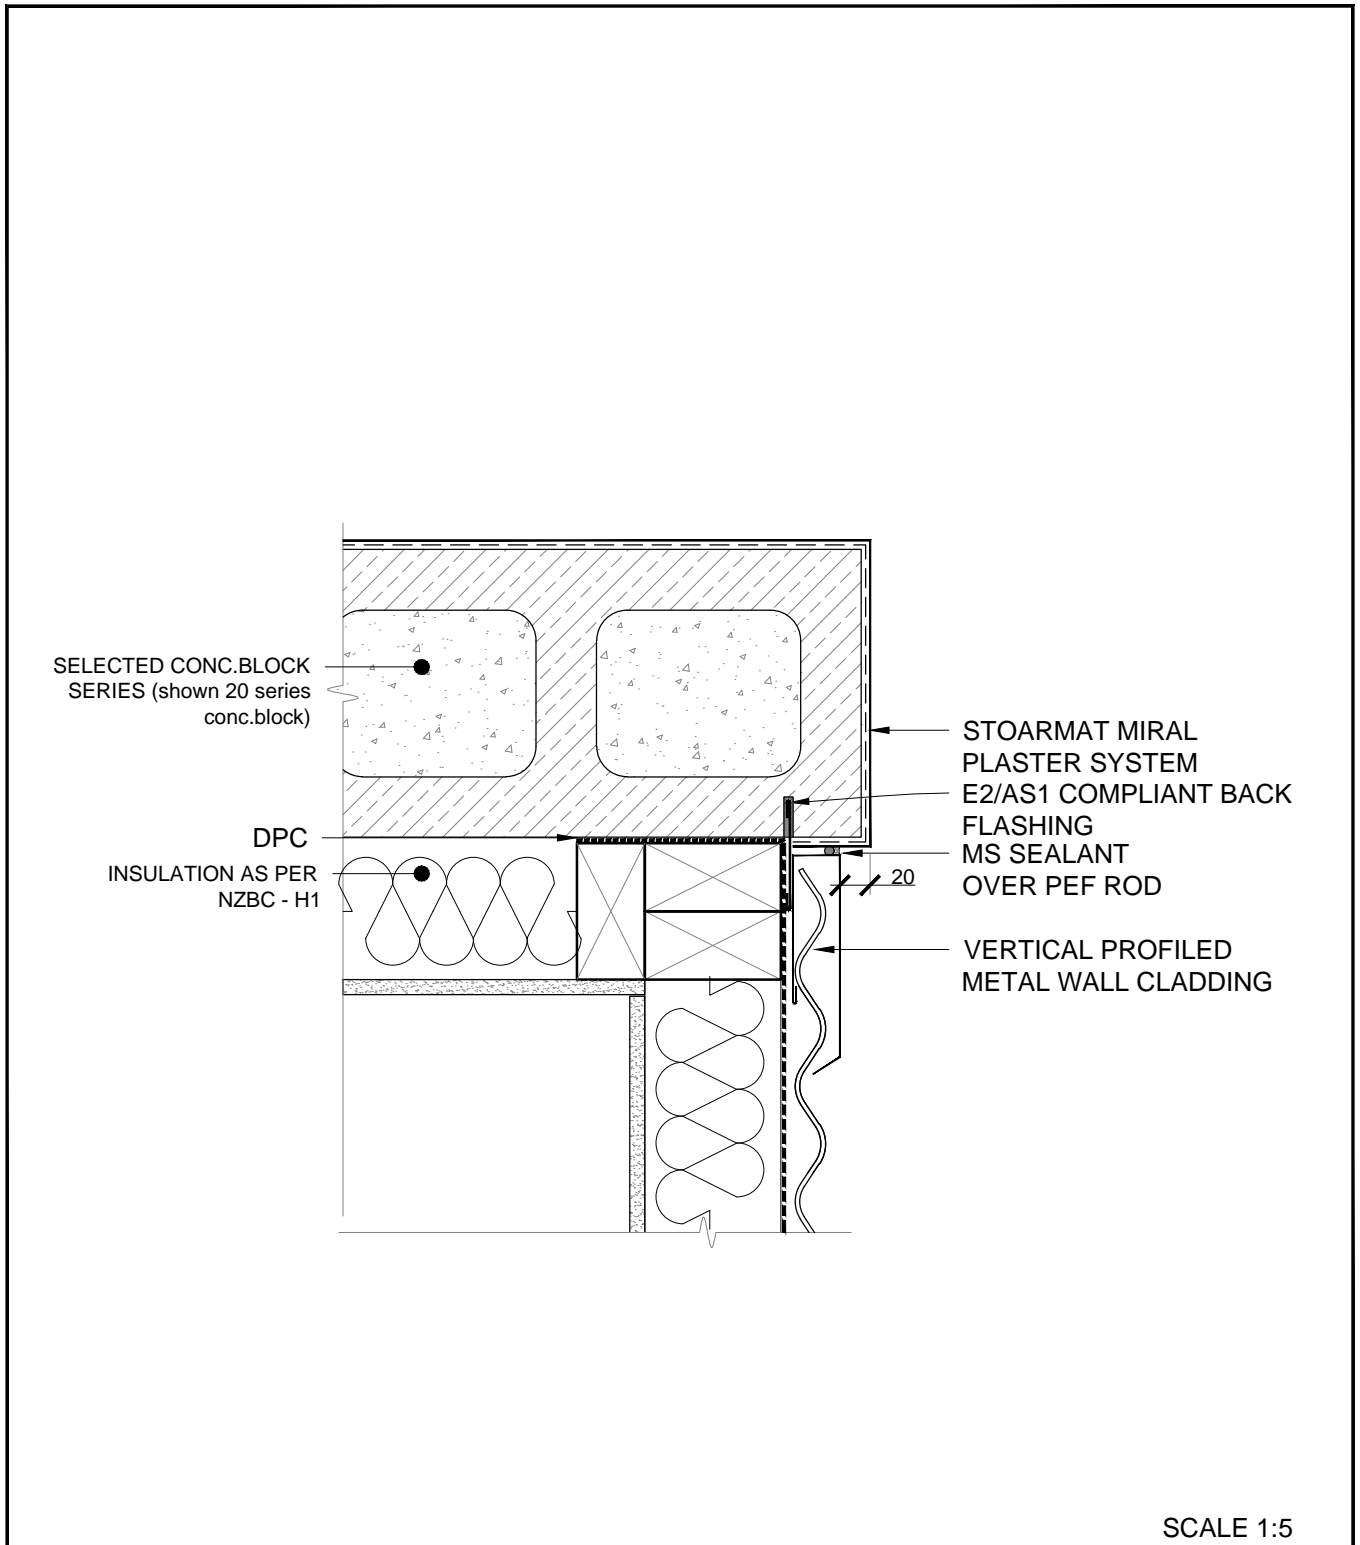 SELECTED CONC.BLOCK
SERIES (shown 20 series
conc.block)
DPC
INSULATION AS PER
NZBC - H1
STOARMAT MIRAL
PLASTER SYSTEM
E2/AS1 COMPLIANT BACK
FLASHING
MS SEALANT
OVER PEF ROD
20
VERTICAL PROFILED
METAL WALL CLADDING
SCALE 1:5